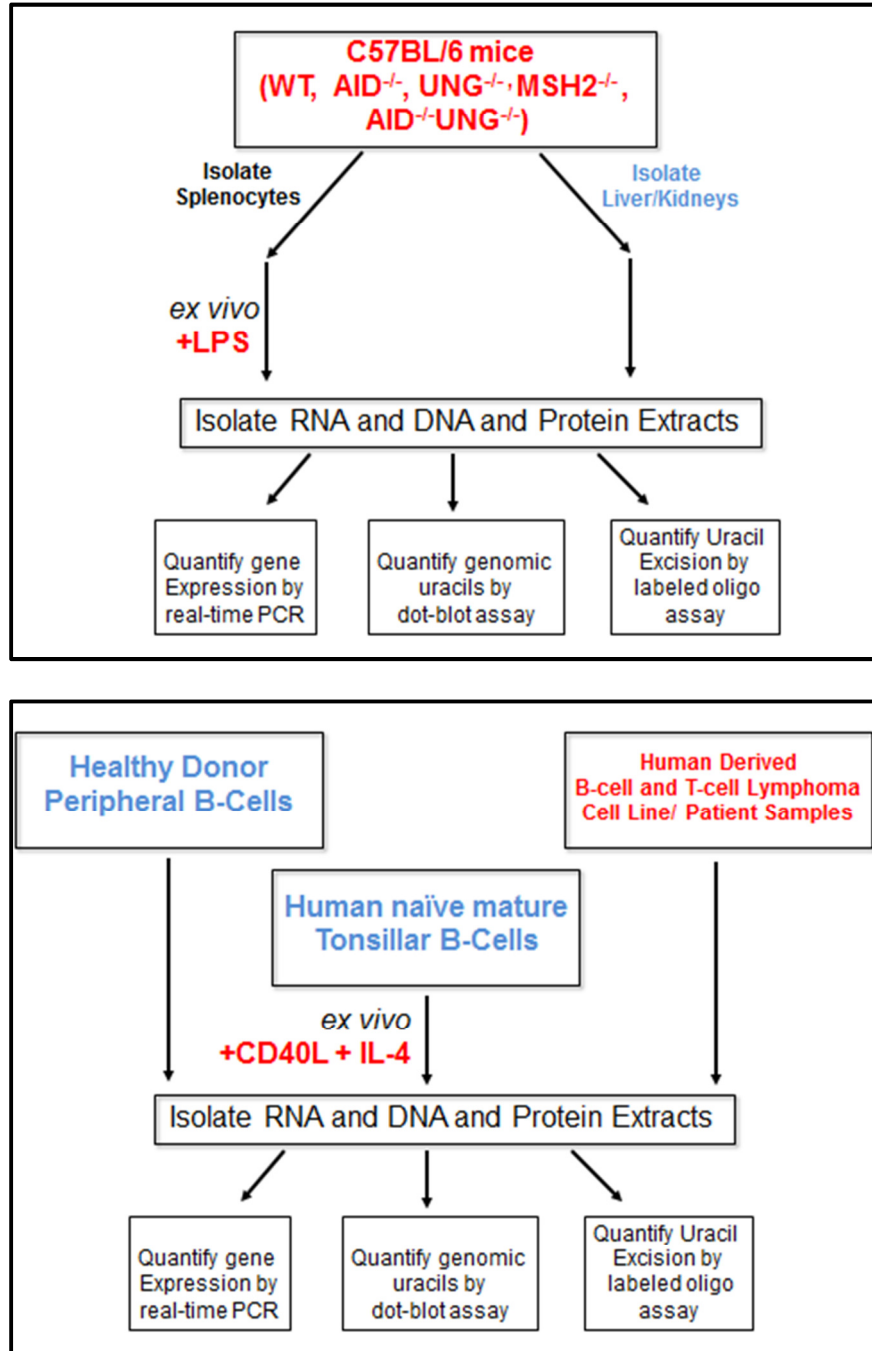 C57BL/6 mice
(WT, AID-/-, UNG-/-, MSH2-/-,
AID-/-UNG-/-)
Isolate
Splenocytes
Isolate
Liver/Kidneys
ex vivo
+LPS
Isolate RNA and DNA and Protein Extracts
Quantify gene
Expression by
real-time PCR
Quantify genomic
uracils by
dot-blot assay
Quantify Uracil
Excision by
labeled oligo
assay
Healthy Donor
Peripheral B-Cells
Human Derived
B-cell and T-cell Lymphoma
Cell Line/ Patient Samples
Human naïve mature
Tonsillar B-Cells
ex vivo
+CD40L + IL-4
Isolate RNA and DNA and Protein Extracts
Quantify gene
Expression by
real-time PCR
Quantify genomic
uracils by
dot-blot assay
Quantify Uracil
Excision by
labeled oligo
assay